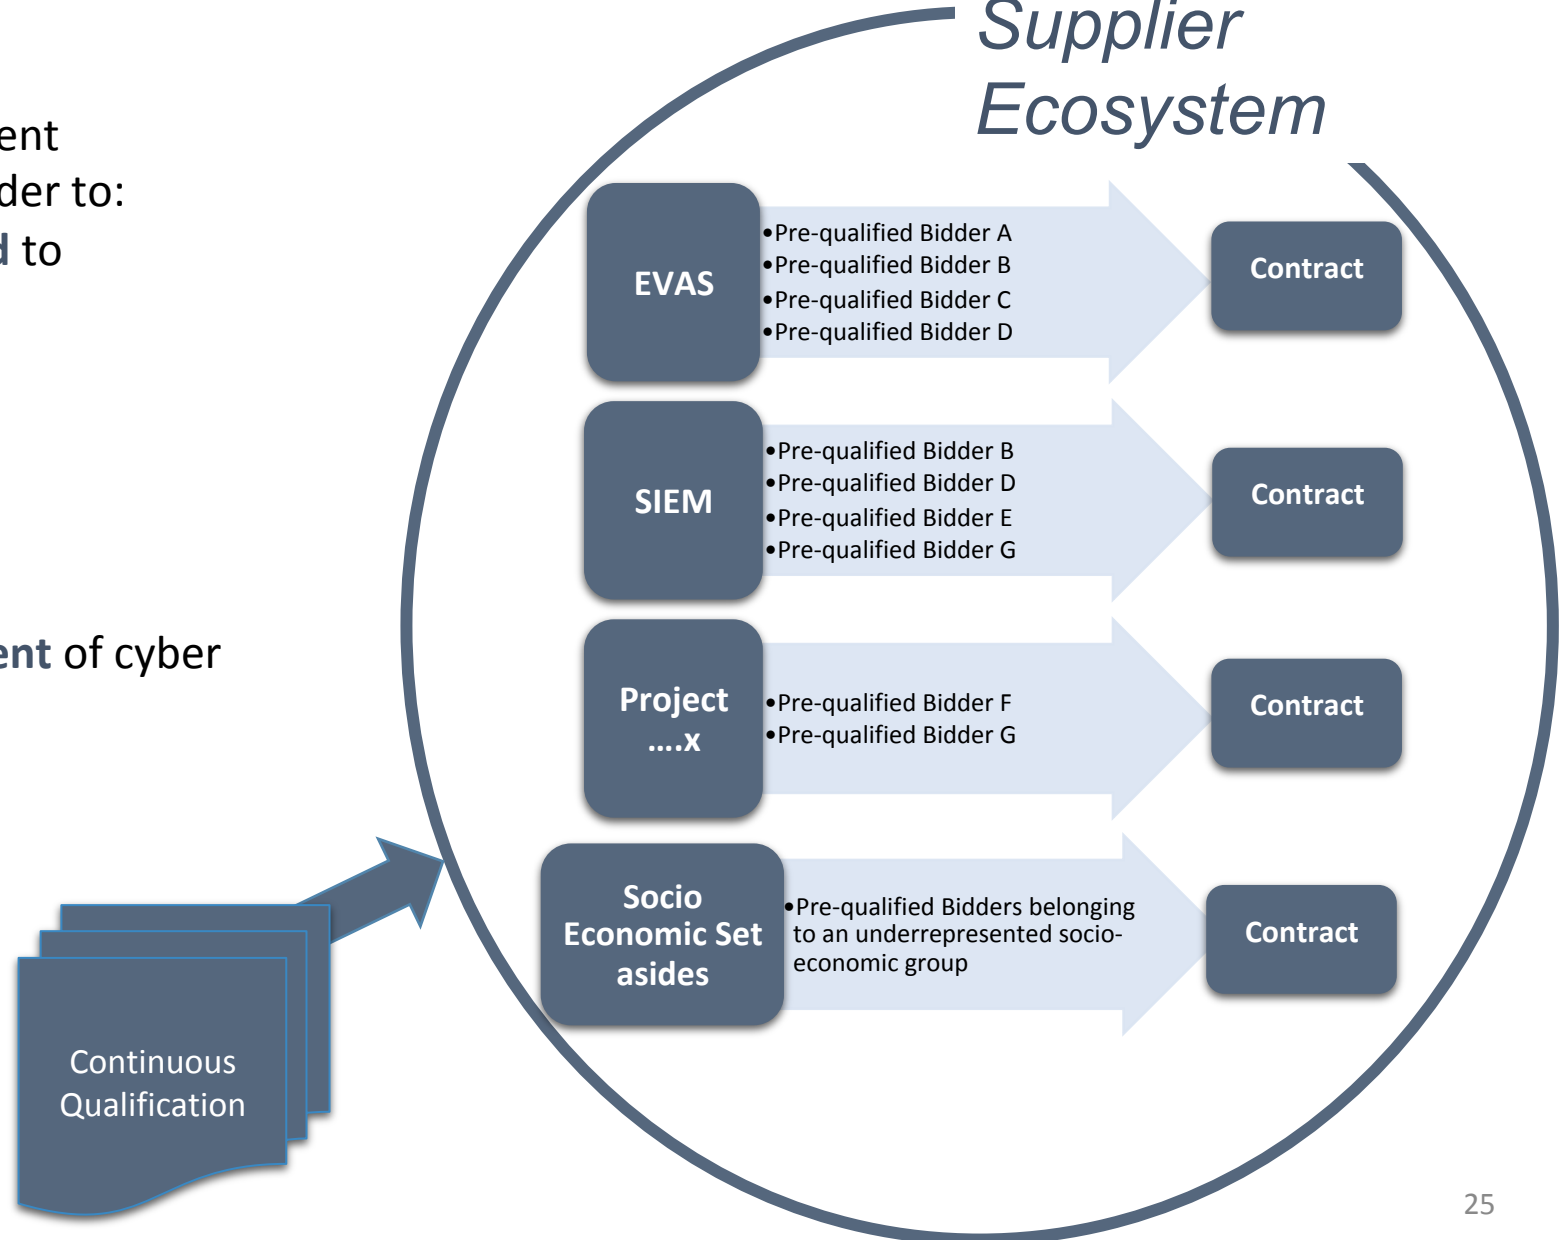 Supplier
Ecosystem
ent
der to:
d to
ent of cyber
EVAS
•Pre-qualified Bidder A
•Pre-qualified Bidder B
•Pre-qualified Bidder C
•Pre-qualified Bidder D
Contract
SIEM
•Pre-qualified Bidder B
•Pre-qualified Bidder D
•Pre-qualified Bidder E
•Pre-qualified Bidder G
Contract
Project
....x
•Pre-qualified Bidder F
•Pre-qualified Bidder G
Contract
Socio
Economic Set
asides
•Pre-qualified Bidders belonging
to an underrepresented socio-
economic group
Contract
Continuous
Qualification
25